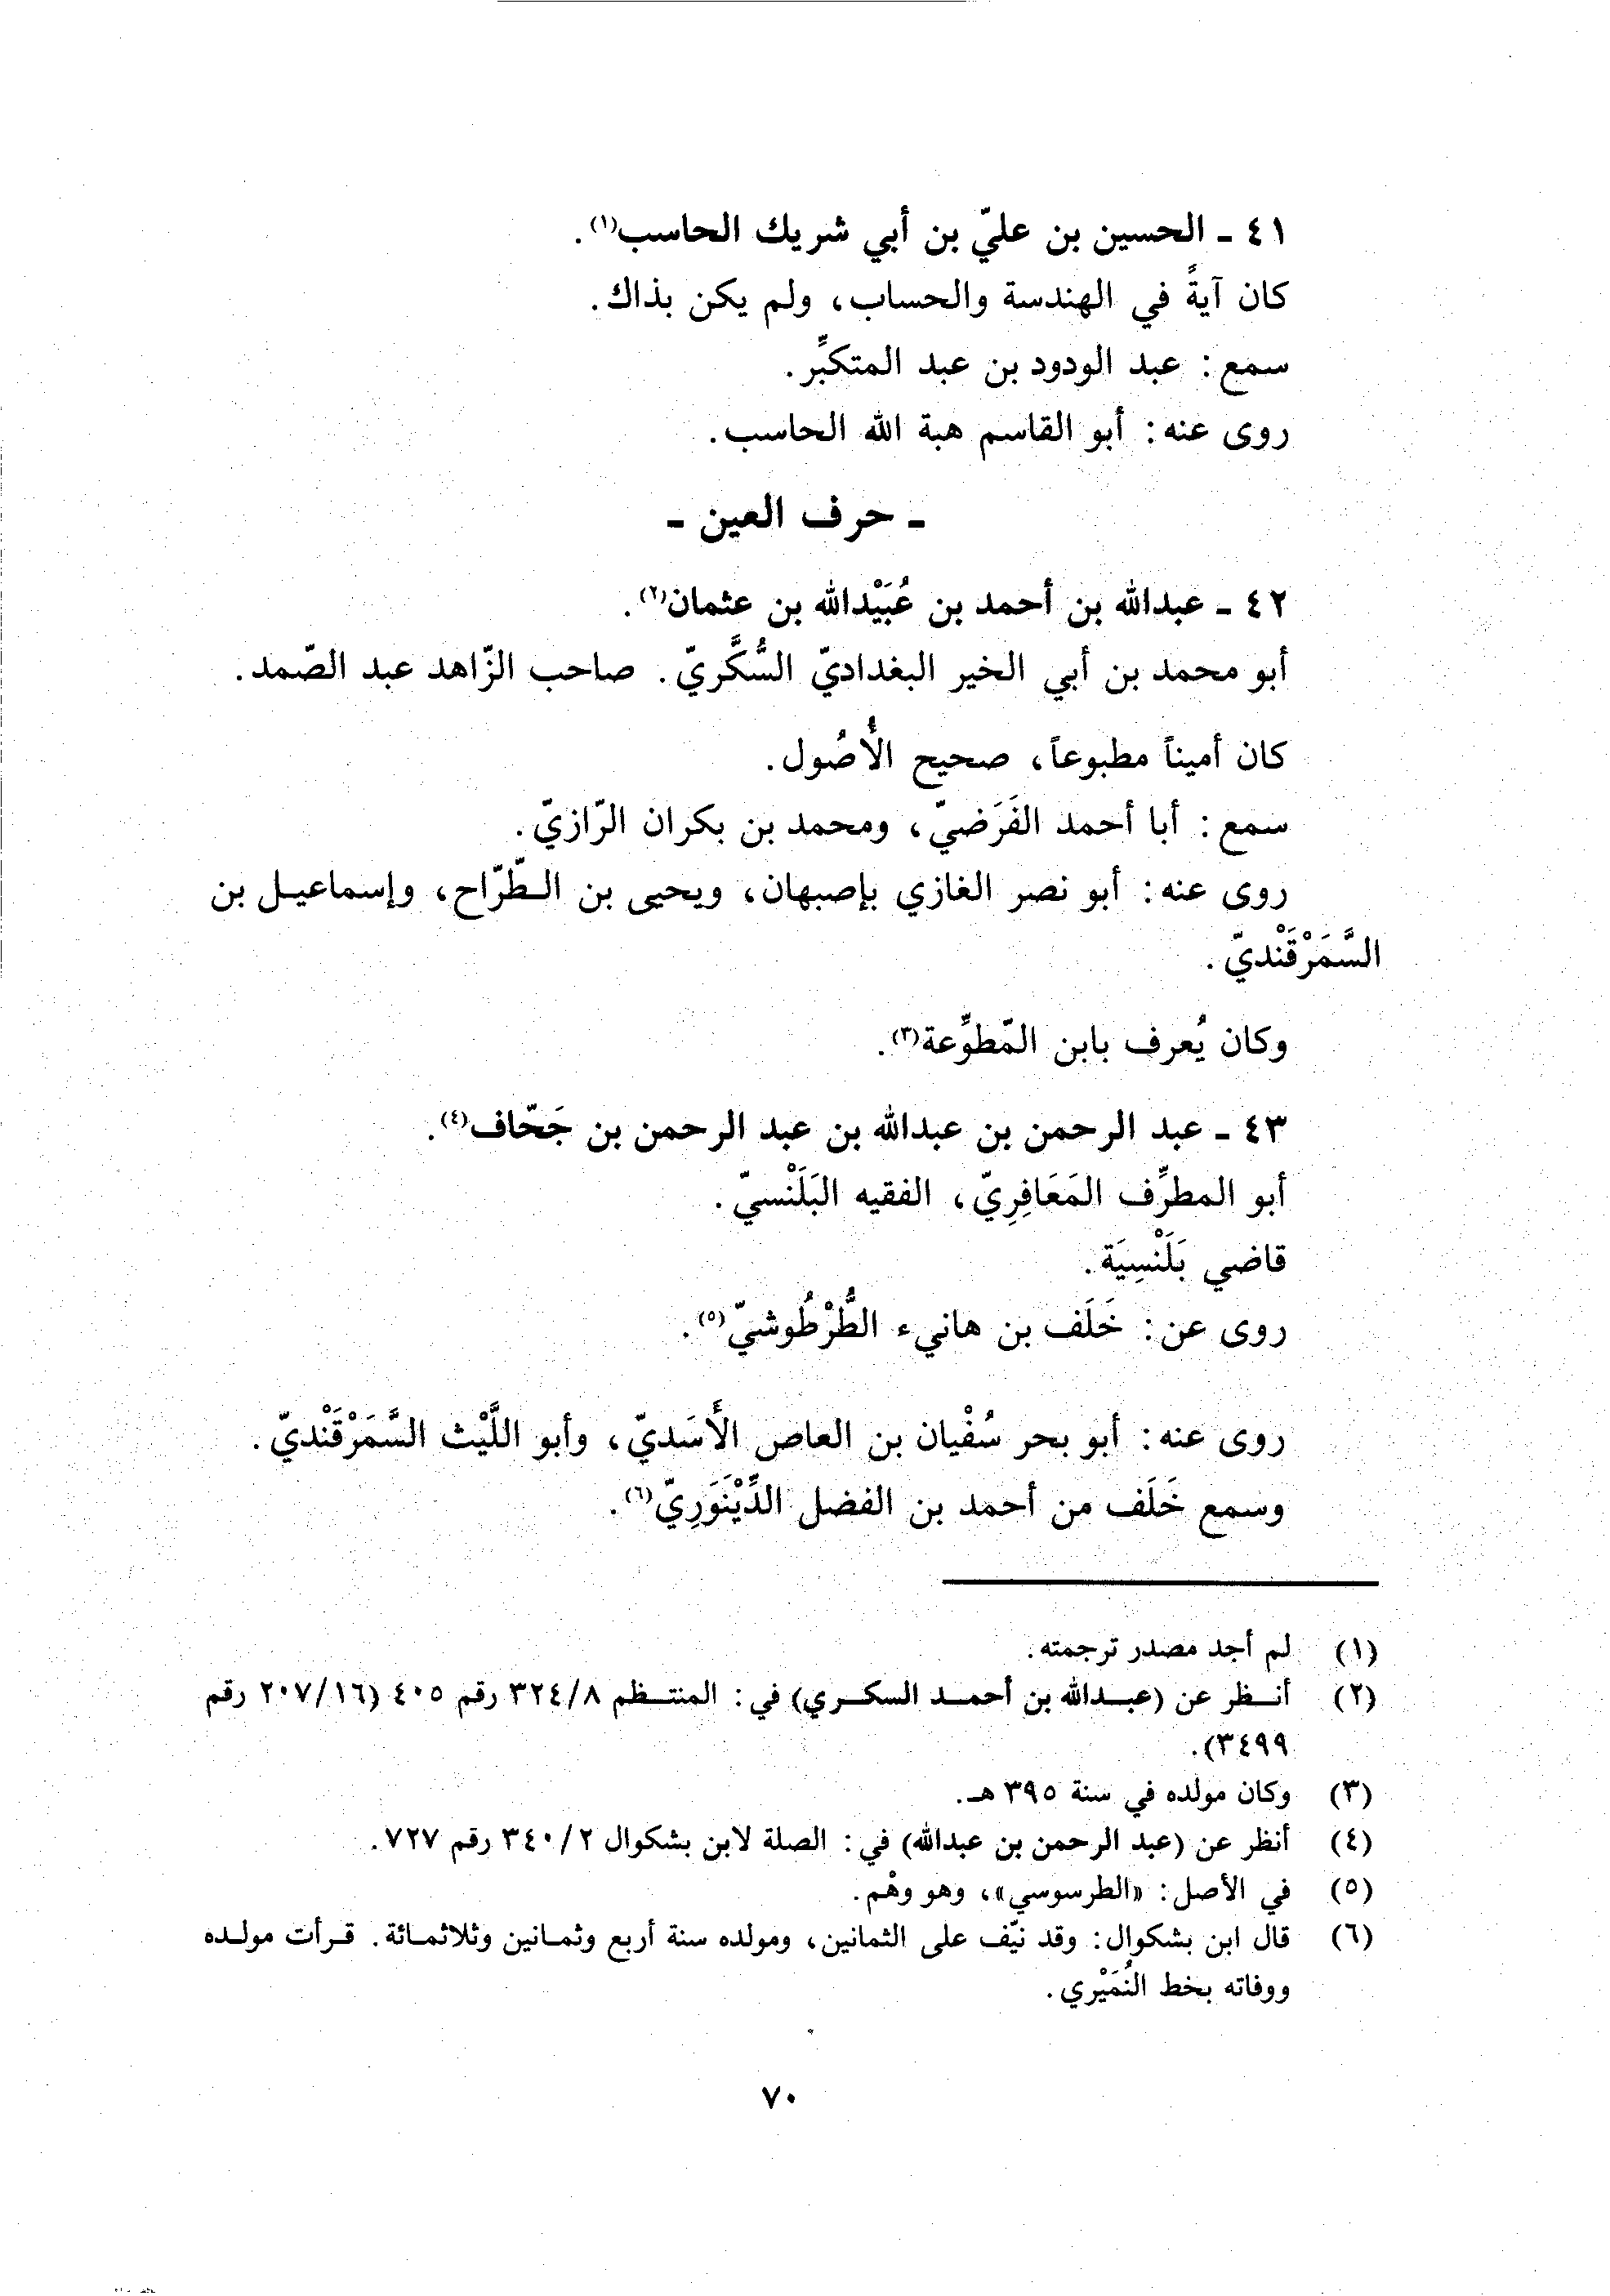 ٤١ ـ الحسين بن عليّ بن أبي شريك الحاسب(١).
كان آيةً في الهندسة والحساب، ولم يكن بذاك.
سمع: عبد الودود بن عبد المتكبِّر.
روى عنه: أبو القاسم هبة الله الحاسب.
ـ حرف العين ـ
٤٢ ـ عبدالله بن أحمد بن عُبَيْدالله بن عثمان(٢).
أبو محمد بن أبي الخير البغداديّ السُّكَّريّ. صاحب الزّاهد عبد الصّمد.
كان أميناً مطبوعاً، صحيح الأُصُول.
سمع: أبا أحمد الفَرَضيّ، ومحمد بن بكران الرّازيّ.
روى عنه: أبو نصر الغازي بإصبهان، ويحيى بن الطّرّاح، وإسماعيل بن
السَّمَرْقَنْديّ.
وكان يُعرف بابن المّطوِّعة(٣).
٤٣ ـ عبد الرحمن بن عبدالله بن عبد الرحمن بن جَحّاف(٤).
أبو المطرِّف المَعَافِرِيّ، الفقيه البَلَنْسيّ.
قاضي بَلَنْسِيَة.
روى عن: خَلَف بن هانيء الطُّرْطُوشيّ(٥).
روى عنه: أبو بحر سُفْيان بن العاص الأَسَديّ، وأبو اللَّيْث السَّمَرْقَنْديّ.
وسمع خَلَف من أحمد بن الفضل الدِّيْنَوَرِيّ(٦).
(١) لم أجد مصدر ترجمته.
(٢) أنظر عن (عبدالله بن أحمد السكري) في: المنتظم ٣٢٤/٨ رقم ٤٠٥ (٢٠٧/١٦ رقم
٣٤٩٩).
(٣) وكان مولده في سنة ٣٩٥ هـ.
(٤) أنظر عن (عبد الرحمن بن عبدالله) في: الصلة لابن بشكوال ٣٤٠/٢ رقم ٧٢٧.
(٥) في الأصل: «الطرسوسي»، وهو وهْم.
(٦) قال ابن بشكوال: وقد نيّف على الثمانين، ومولده سنة أربع وثمانين وثلاثمائة. قرأت مولده
ووفاته بخط النُمَيْري.
٧٠